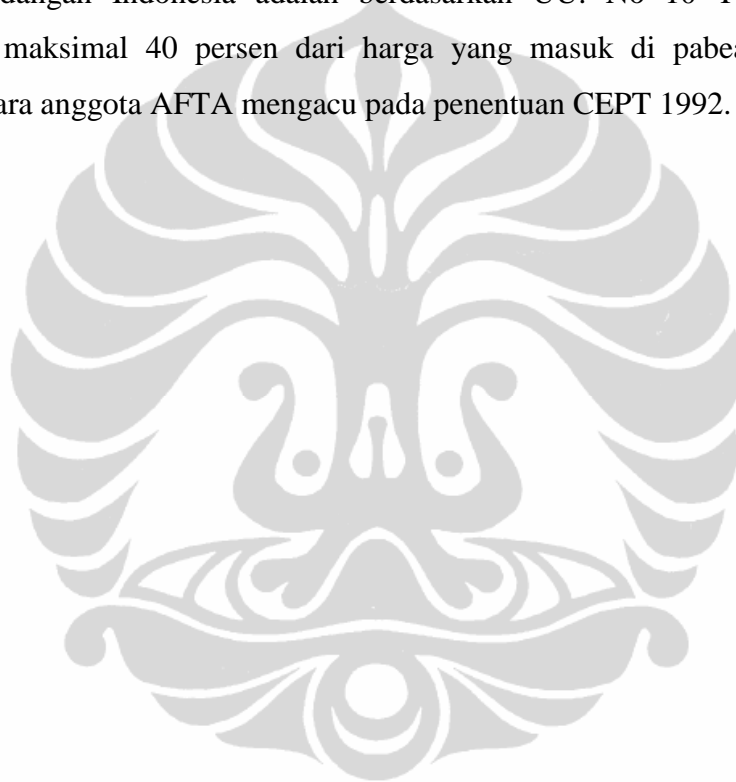 dangan Indonesia adalah berdasarkan UU. No 10
maksimal 40 persen dari harga yang masuk di
ara anggota AFTA mengacu pada penentuan CEPT 1992.